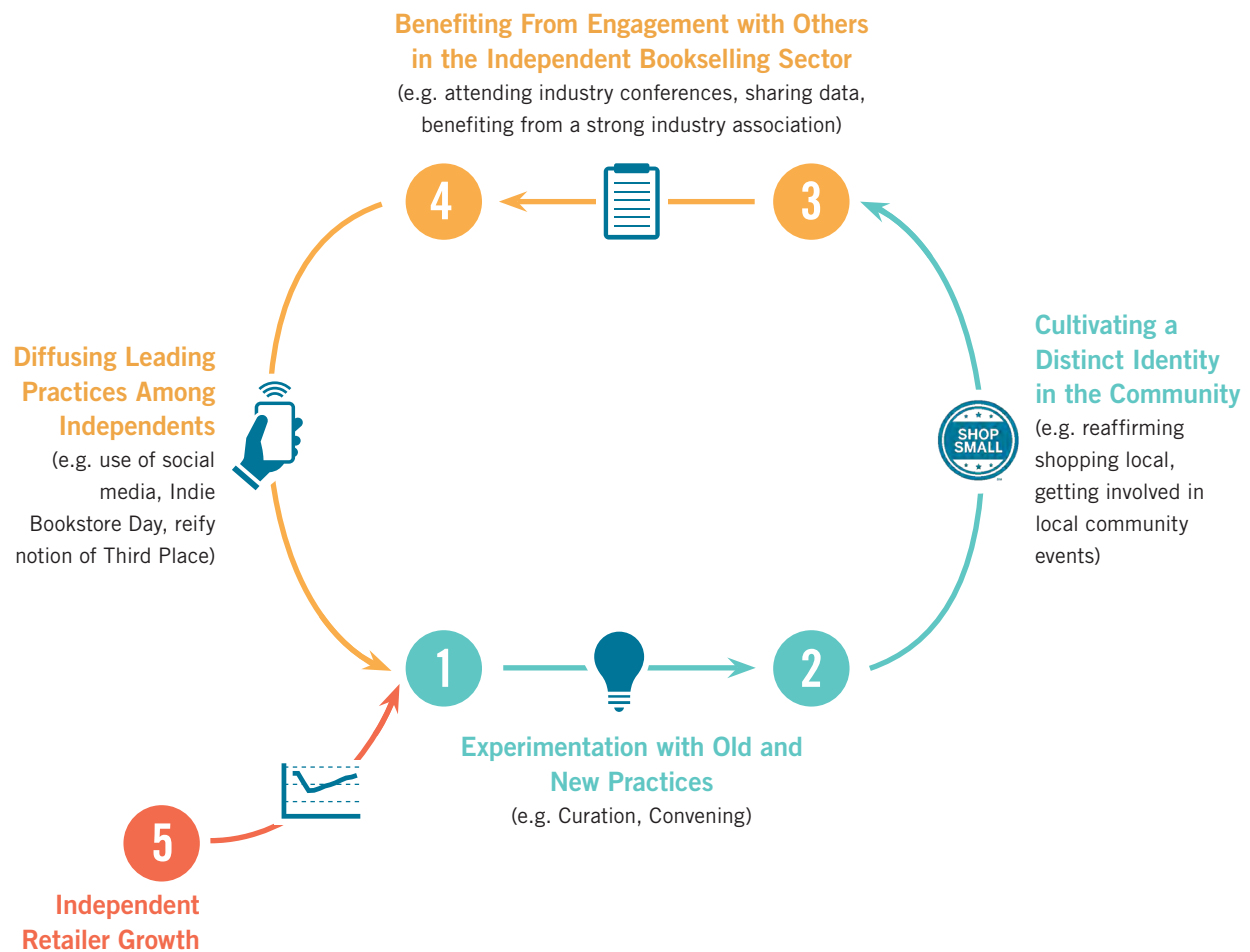 Benefiting From Engagement with Others
in the Independent Bookselling Sector
(e.g. attending industry conferences, sharing data,
benefiting from a strong industry association)
4
3
Diffusing Leading
Practices Among
Independents
(e.g. use of social
media, Indie
Bookstore Day, reify
notion of Third Place)
SHOP
SMALL
SM
Cultivating a
Distinct Identity
in the Community
(e.g. reaffirming
shopping local,
getting involved in
local community
events)
1
2
Experimentation with Old and
New Practices
(e.g. Curation, Convening)
5
Independent
Retailer Growth